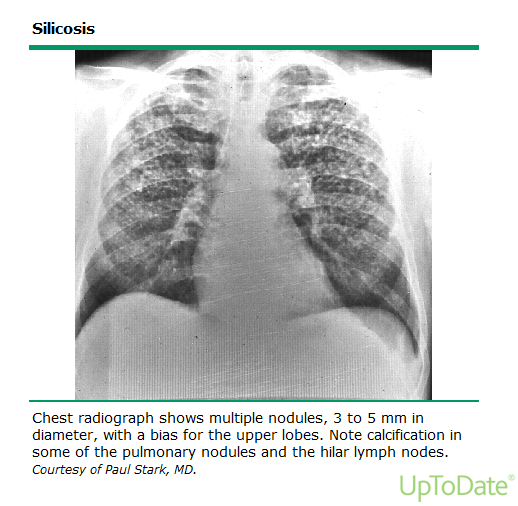 Silicosis
Chest radiograph shows multiple nodules, 3 to 5 mm in
diameter, with a bias for the upper lobes. Note calcification in
some of the pulmonary nodules and the hilar lymph nodes.
Courtesy of Paul Stark, MD.
UpToDate®